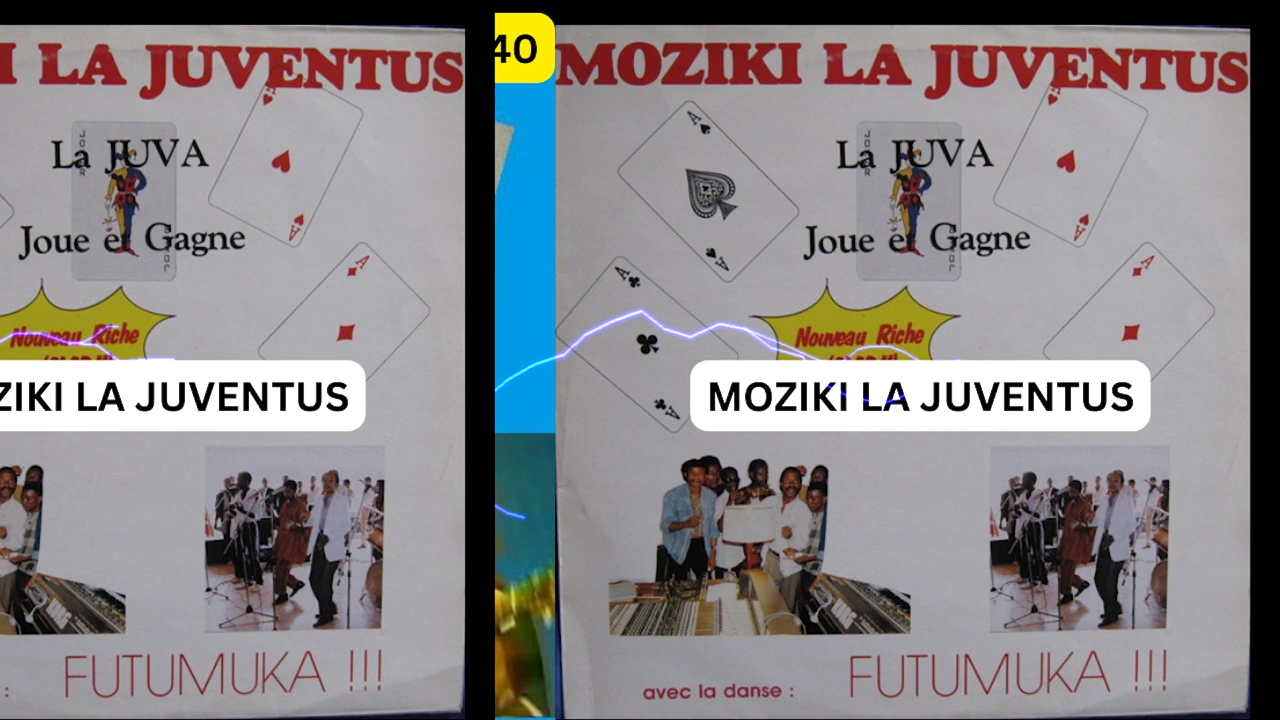 I LA JUVENTUS
La JUVA
Joue et Gagne
Nouveau Riche
ZIKI LA JUVENTUS
:
FUTUMUKA !!!
40
MOZIKI LA JUVENTUS
La JUVA
Joue et Gagne
Nouveau Riche
MOZIKI LA JUVENTUS
avec la danse :
FUTUMUKA !!!